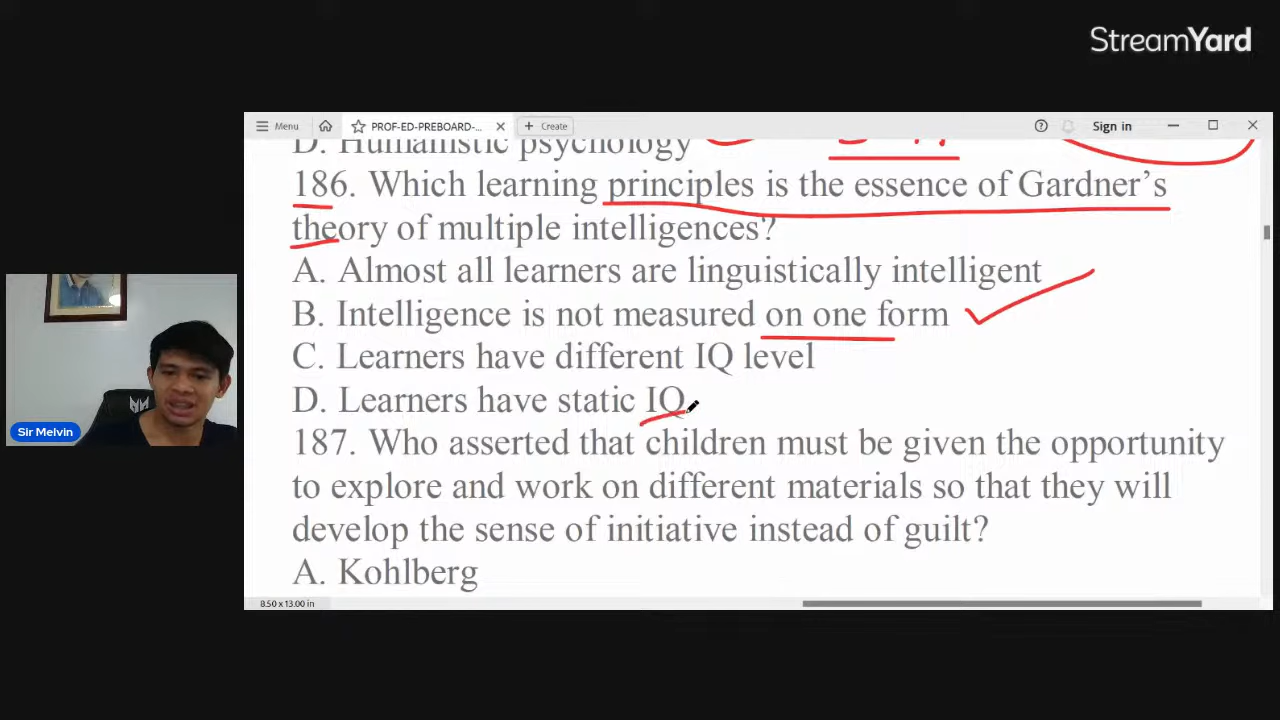 StreamYard
Menu
PROF-ED-PREBOARD-...
Create
Sign in
D. Humanistic psychology
186. Which learning principles is the essence of Gardner's
theory of multiple intelligences?
A. Almost all learners are linguistically intelligent
B. Intelligence is not measured on one form
C. Learners have different IQ level
D. Learners have static IQ
187. Who asserted that children must be given the opportunity
to explore and work on different materials so that they will
develop the sense of initiative instead of guilt?
A. Kohlberg
8.50 x 13.00 in
Sir Melvin